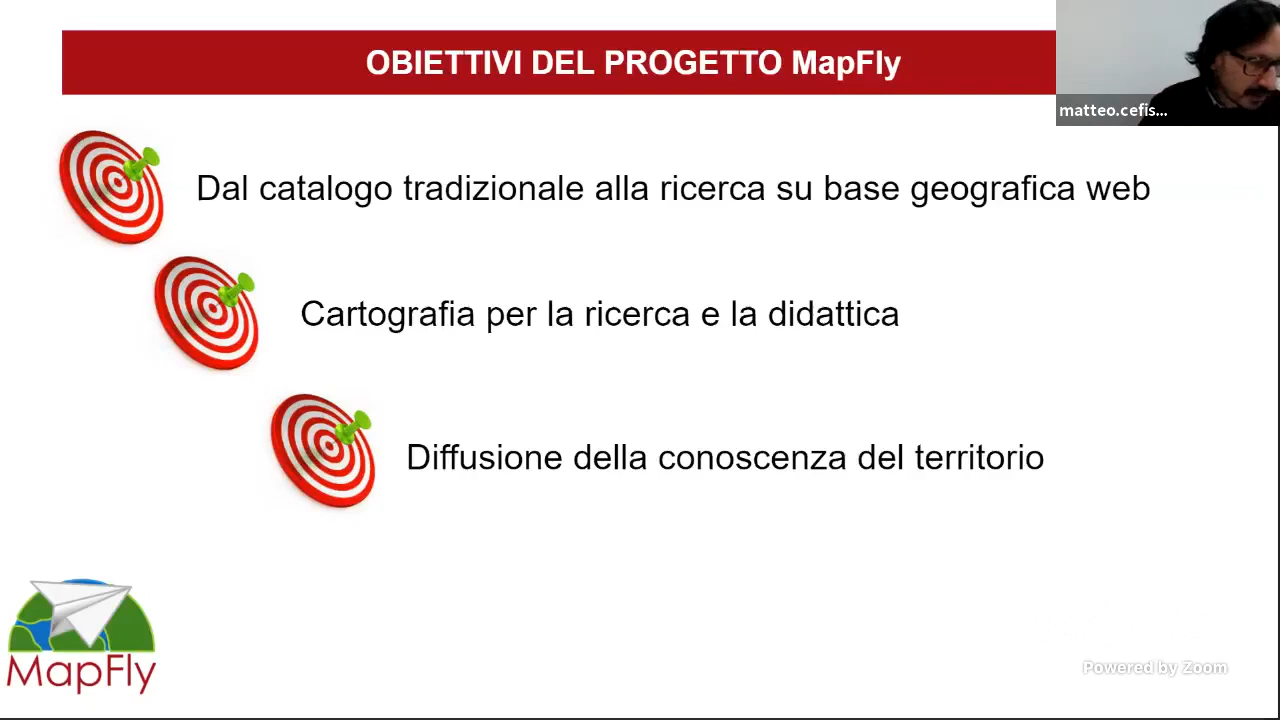 OBIETTIVI DEL PROGETTO MapFly
matteo.cefis...
Dal catalogo tradizionale alla ricerca su base geografica web
Cartografia per la ricerca e la didattica
Diffusione della conoscenza del territorio
MapFly
Powered by Zoom